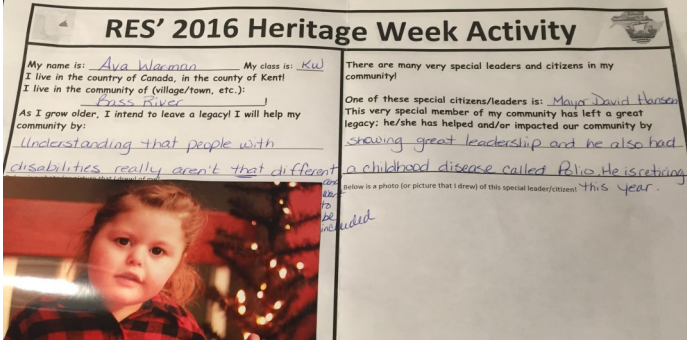 RES' 2016 Heritage Week Activity
My name is: Ava Warman My class is: KW
I live in the country of Canada, in the county of Kent!
I live in the community of (village/town, etc.):
Bass River !
As I grow older, I intend to leave a legacy! I will help my
community by:
Understanding that people with
disabilities really aren't that different
and
want
to
be
included
There are many very special leaders and citizens in my
community!
One of these special citizens/leaders is: Mayor David Hansen
This very special member of my community has left a great
legacy; he/she has helped and/or impacted our community by
showing great leadership and he also had
a childhood disease called Polio. He is retiring
Below is a photo (or picture that I drew) of this special leader/citizen this year.